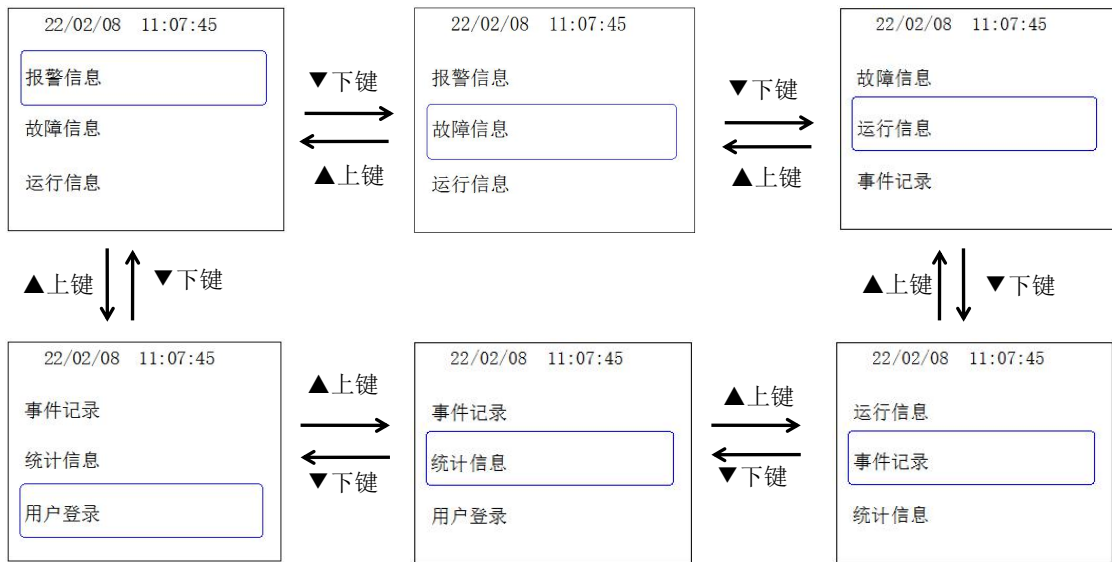 22/02/08 11:07:45
报警信息
故障信息
运行信息
▼下键
▲上键
22/02/08 11:07:45
报警信息
故障信息
运行信息
▼下键
▲上键
22/02/08 11:07:45
故障信息
运行信息
事件记录
▲上键
▼下键
▲上键
▼下键
22/02/08 11:07:45
事件记录
统计信息
用户登录
▲上键
▼下键
22/02/08 11:07:45
事件记录
统计信息
用户登录
▲上键
▼下键
22/02/08 11:07:45
运行信息
事件记录
统计信息